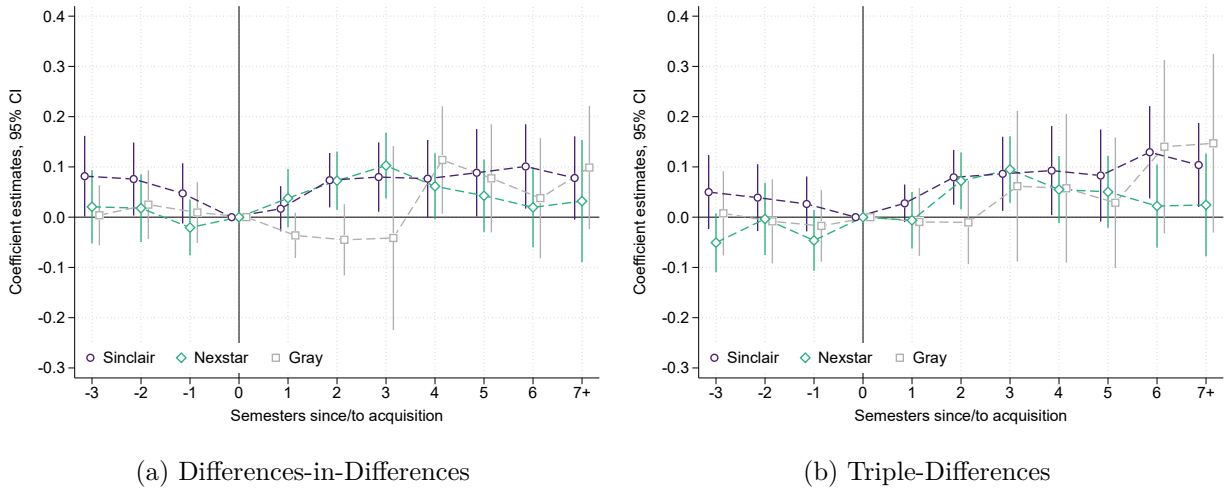 0.4
0.3
0.2
0.1
0.0
-0.1
-0.2
-0.3
Coefficient estimates, 95% CI
Sinclair Nexstar Gray
-3 -2 -1 0 1 2 3 4 5 6 7+
Semesters since/to acquisition
(a) Differences-in-Differences
0.4
0.3
0.2
0.1
0.0
-0.1
-0.2
-0.3
Coefficient estimates, 95% CI
Sinclair Nexstar Gray
-3 -2 -1 0 1 2 3 4 5 6 7+
Semesters since/to acquisition
(b) Triple-Differences